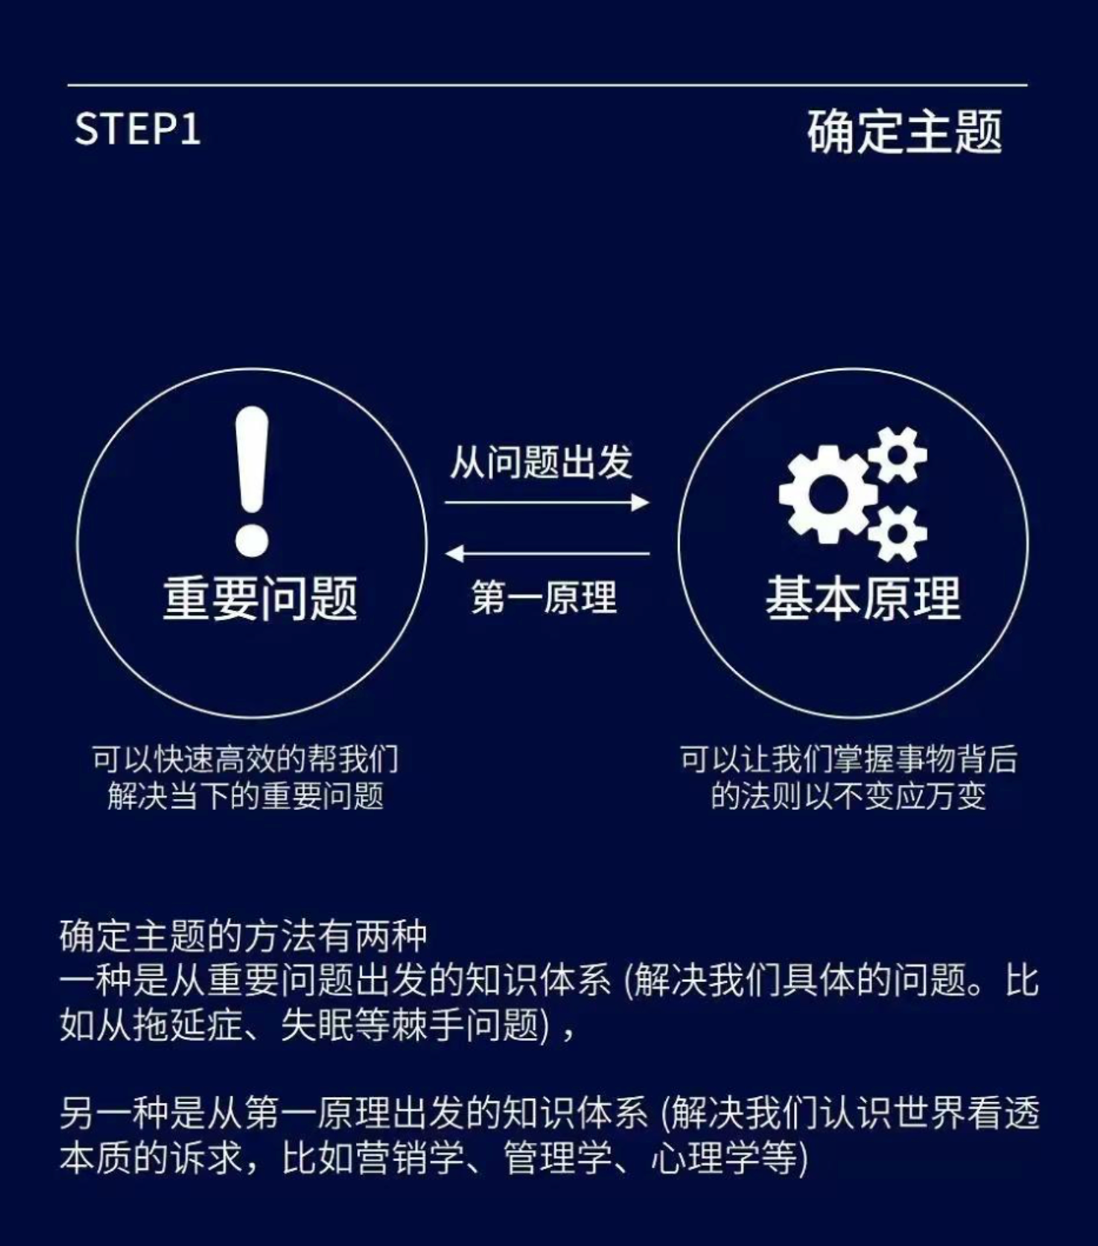 STEP1
确定主题
从问题出发
第一原理
重要问题
基本原理
可以快速高效的帮我们
解决当下的重要问题
可以让我们掌握事物背后
的法则以不变应万变
确定主题的方法有两种
一种是从重要问题出发的知识体系 (解决我们具体的问题。比
如从拖延症、失眠等棘手问题) ，
另一种是从第一原理出发的知识体系 (解决我们认识世界看透
本质的诉求，比如营销学、管理学、心理学等)